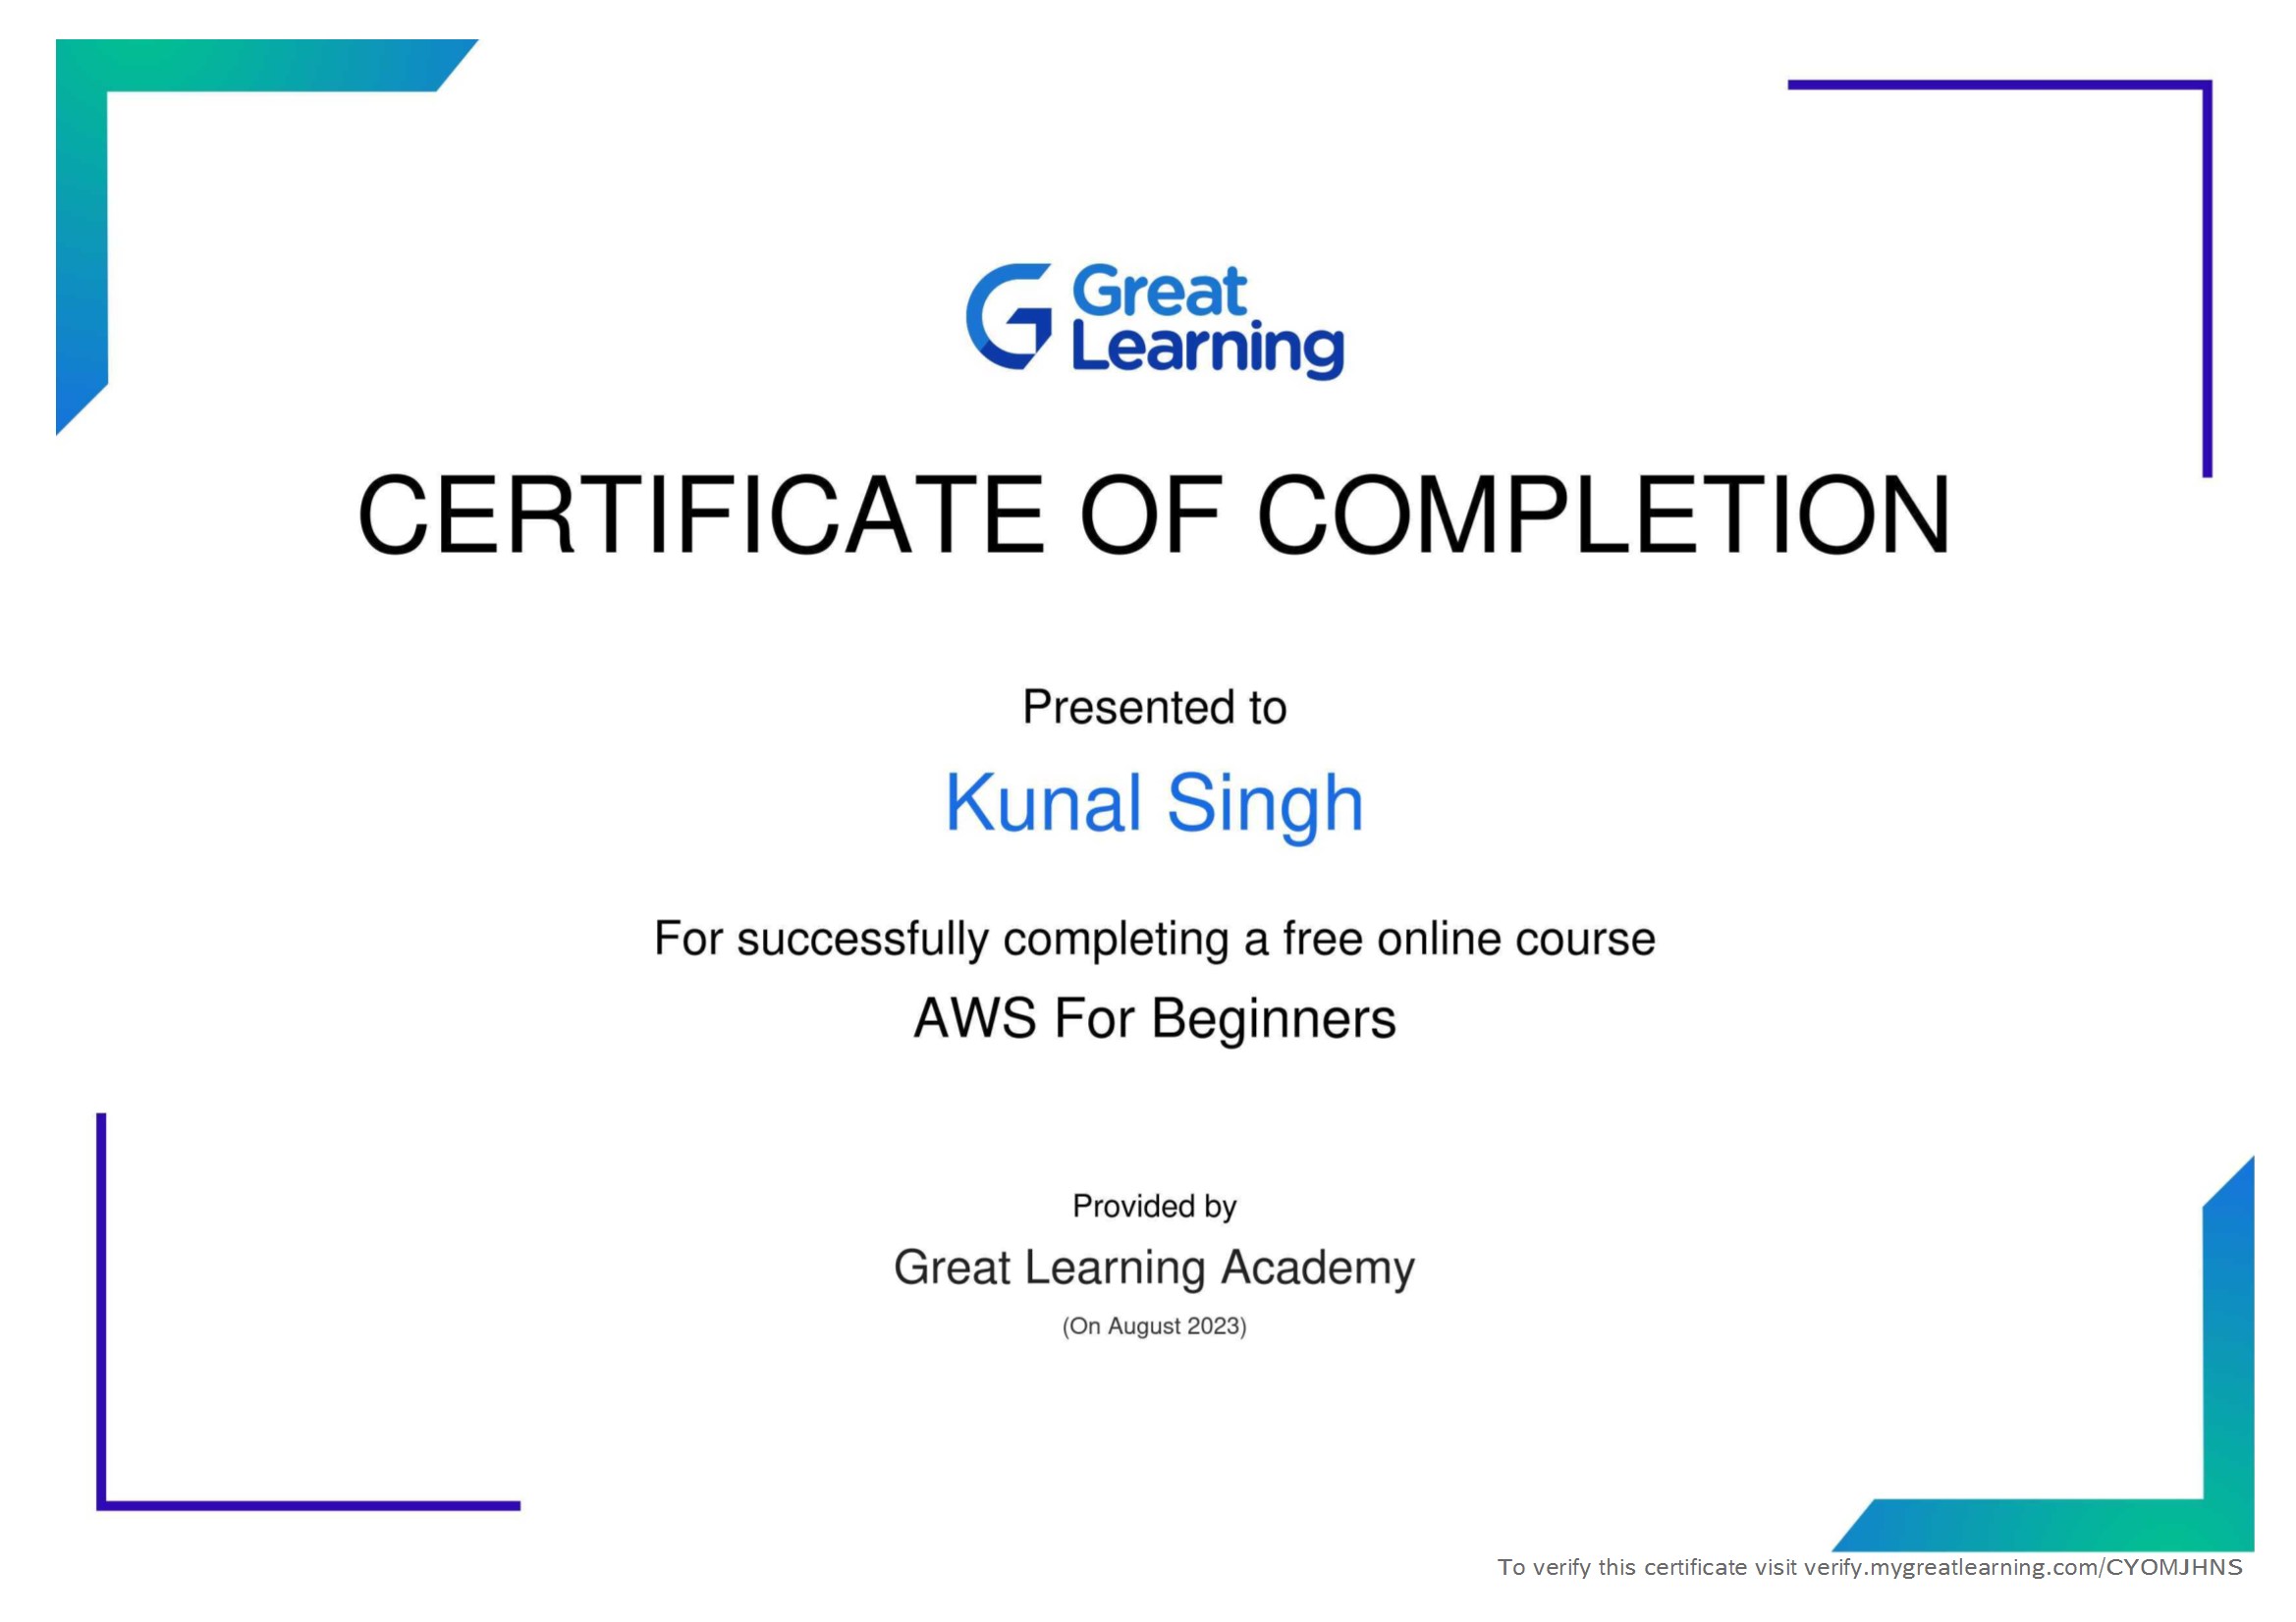 Great
Learning
CERTIFICATE OF COMPLETION
Presented to
Kunal Singh
For successfully completing a free online course
AWS For Beginners
Provided by
Great Learning Academy
(On August 2023)
To verify this certificate visit verify.mygreatlearning.com/CYOMJHNS